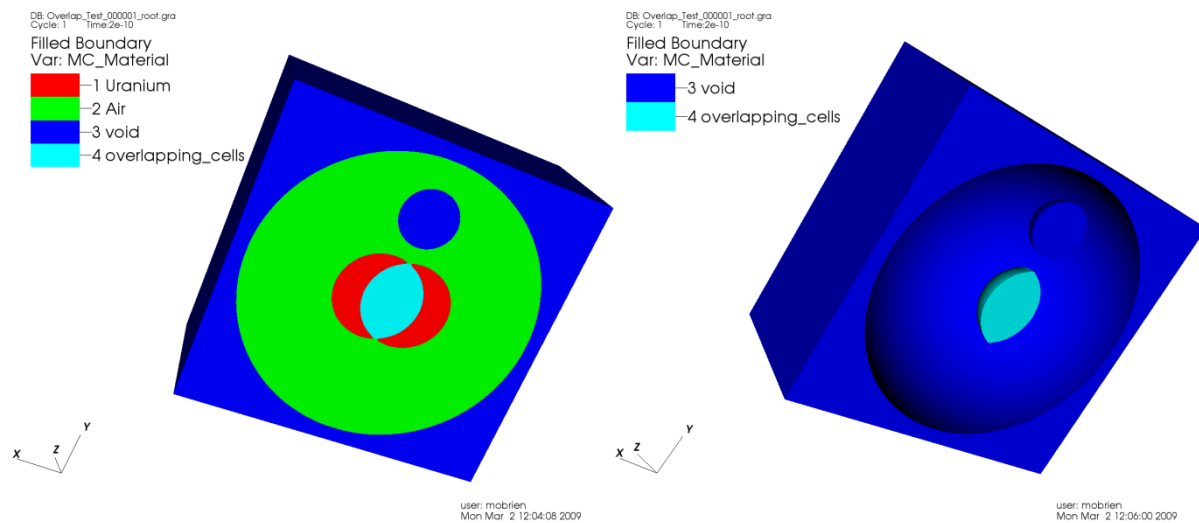 DB: Overlap_Test_000001_root.gra
Cycle: 1 Time:2e-10
Filled Boundary
Var: MC_Material
1 Uranium
2 Air
3 void
4 overlapping_cells
X
Z
Y
user: mobrien
Mon Mar 2 12:04:08 2009
DB: Overlap_Test_000001_root.gra
Cycle: 1 Time:2e-10
Filled Boundary
Var: MC_Material
3 void
4 overlapping_cells
X
Z
Y
user: mobrien
Mon Mar 2 12:06:00 2009